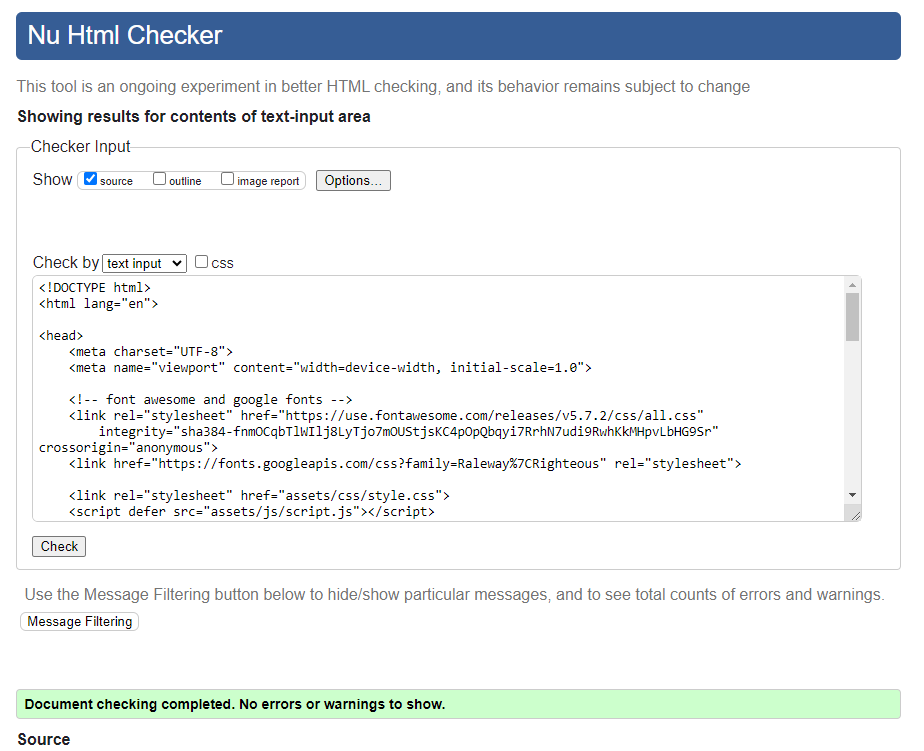 Nu Html Checker
This tool is an ongoing experiment in better HTML checking, and its behavior remains subject to change
Showing results for contents of text-input area
Checker Input
Show source outline image report Options...
Check by text input css
<!DOCTYPE html>
<html lang="en">
<head>
<meta charset="UTF-8">
<meta name="viewport" content="width=device-width, initial-scale=1.0">
<!-- font awesome and google fonts -->
<link rel="stylesheet" href="https://use.fontawesome.com/releases/v5.7.2/css/all.css"
integrity="sha384-fnmOCqbTlWIlj8LyTjo7mOUStjsKC4pOpQbqyi7RrhN7udi9RwhKkMHpvLbHG9Sr"
crossorigin="anonymous">
<link href="https://fonts.googleapis.com/css?family=Raleway%7CRighteous" rel="stylesheet">
<link rel="stylesheet" href="assets/css/style.css">
<script defer src="assets/js/script.js"></script>
Check
Use the Message Filtering button below to hide/show particular messages, and to see total counts of errors and warnings.
Message Filtering
Document checking completed. No errors or warnings to show.
Source